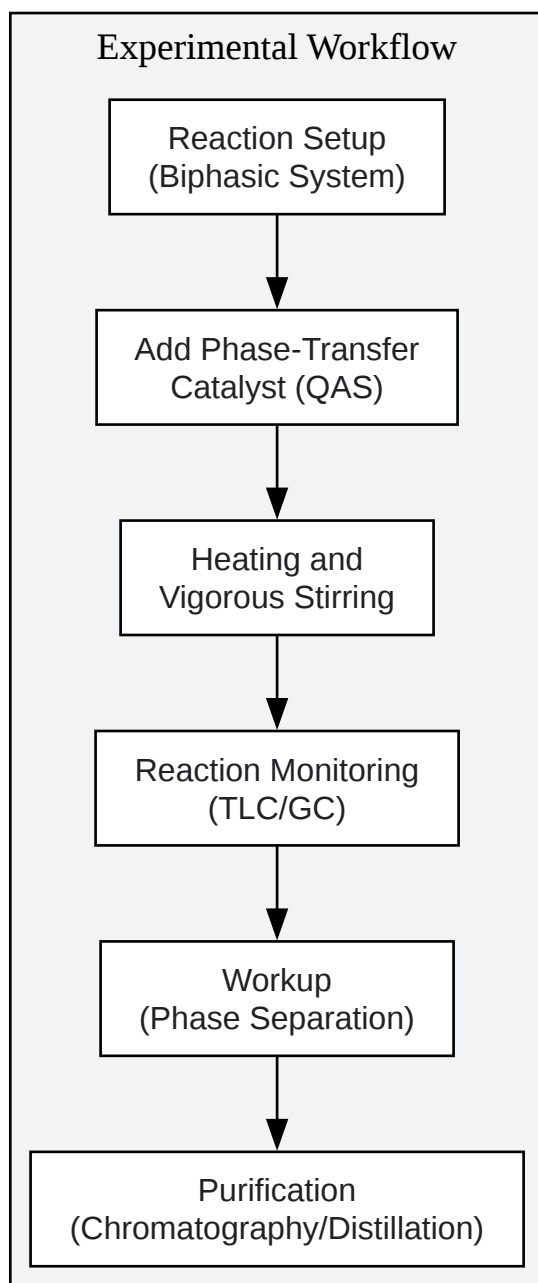 Experimental Workflow
Reaction Setup
(Biphasic System)
Add Phase-Transfer
Catalyst (QAS)
Heating and
Vigorous Stirring
Reaction Monitoring
(TLC/GC)
Workup
(Phase Separation)
Purification
(Chromatography/Distillation)